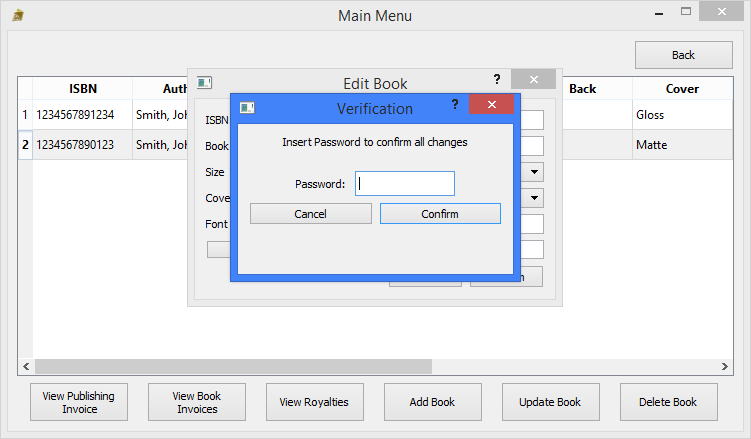 Main Menu
Back
ISBN
Auth
Back
Cover
1 1234567891234 Smith, Joh
Gloss
2 1234567890123 Smith, Joh
Matte
Edit Book
?
ISBN
Book
Size
Cove
Font
Verification
?
Insert Password to confirm all changes
Password:
Cancel
Confirm
View Publishing
Invoice
View Book
Invoices
View Royalties
Add Book
Update Book
Delete Book